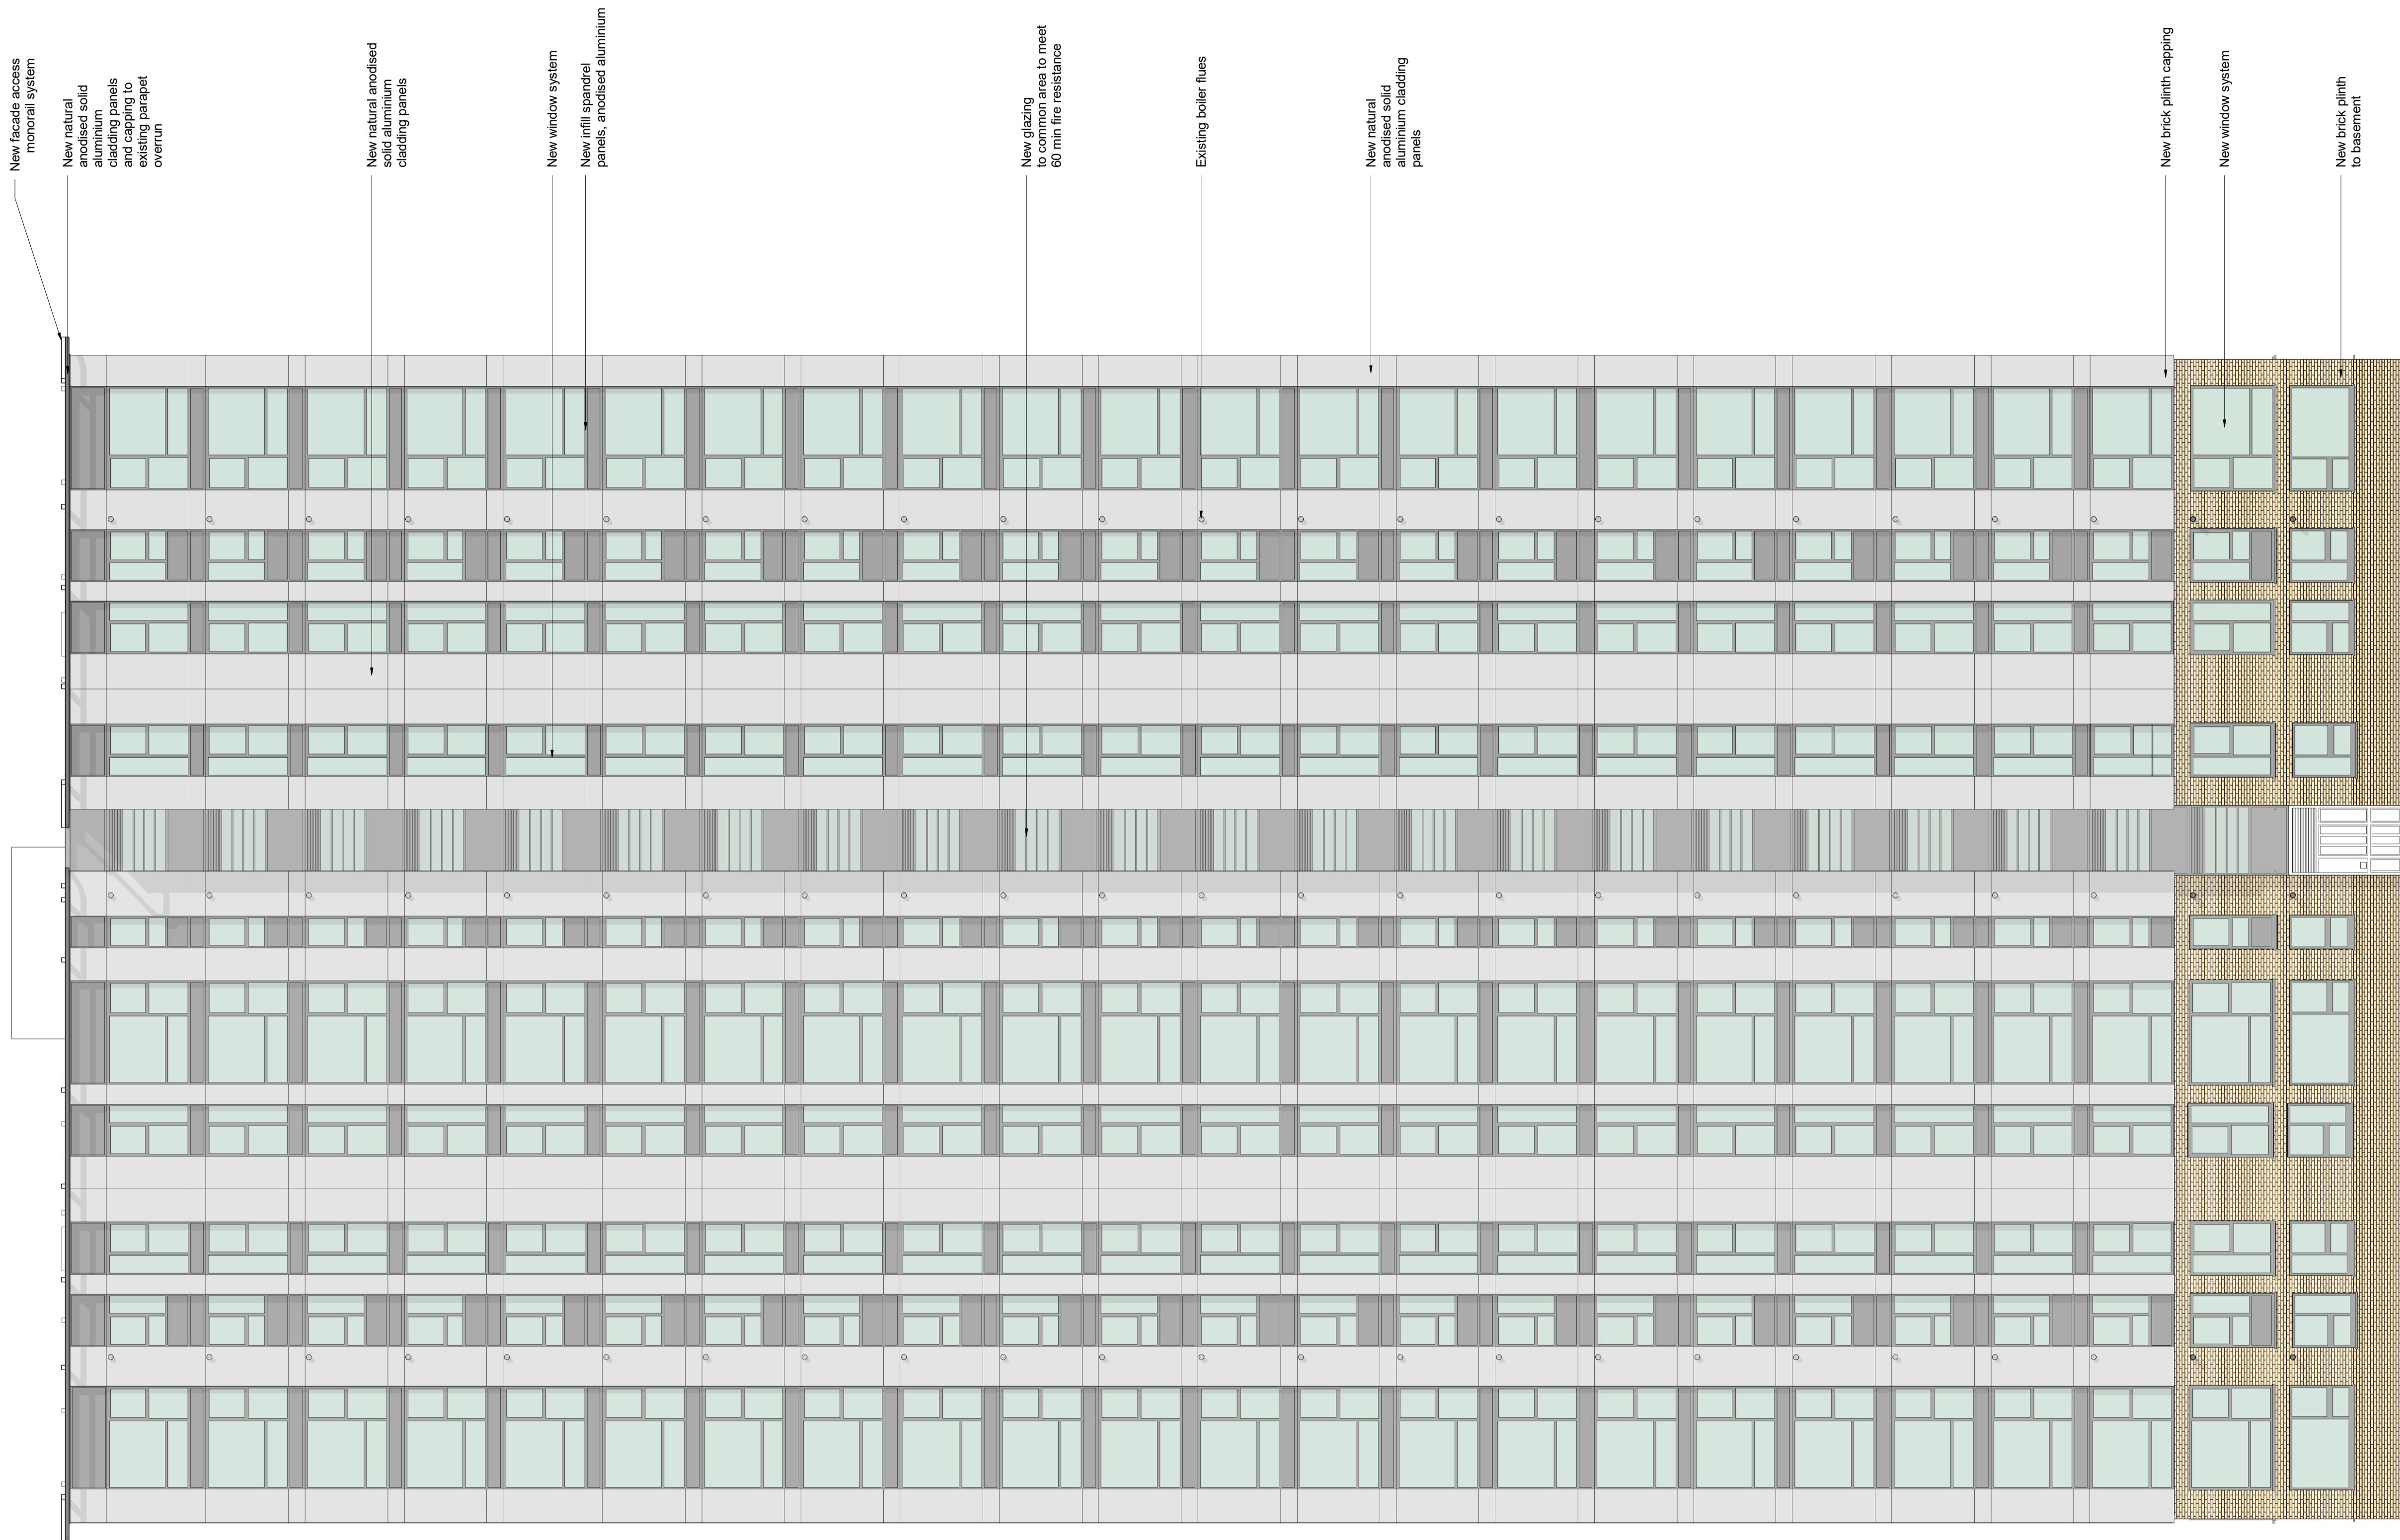 New facade access
monorail system
New natural
anodised solid
aluminium
cladding panels
and capping to
existing parapet
overrun
New natural anodised
solid aluminium
cladding panels
New window system
New infill spandrel
panels, anodised aluminium
New glazing
to common area to meet
60 min fire resistance
Existing boiler flues
New natural
anodised solid
aluminium cladding
panels
New brick plinth capping
New window system
New brick plinth
to basement